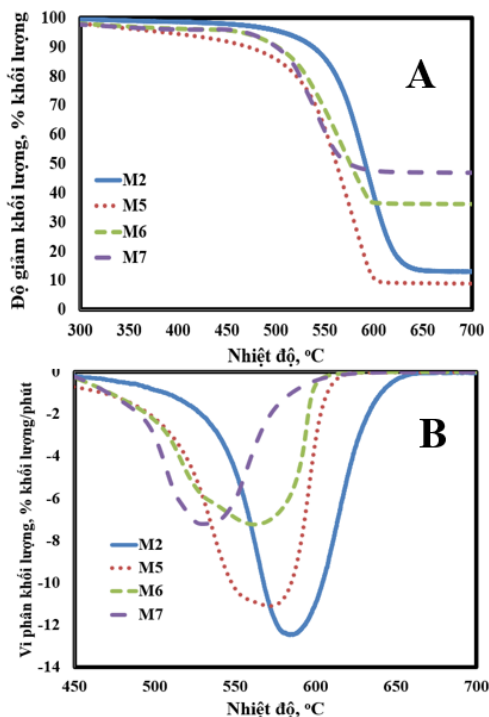 Độ giảm khối lượng, % khối lượng
100
90
80
70
60
50
40
30
20
10
0
A
M2
M5
M6
M7
300
400
450
500
550
600
650
700
Nhiệt độ, °C
Vi phân khối lượng, % khối lượng/phút
0
-2
-4
-6
-8
-10
-12
-14
B
M2
M5
M6
M7
450
500
550
600
650
700
Nhiệt độ, °C